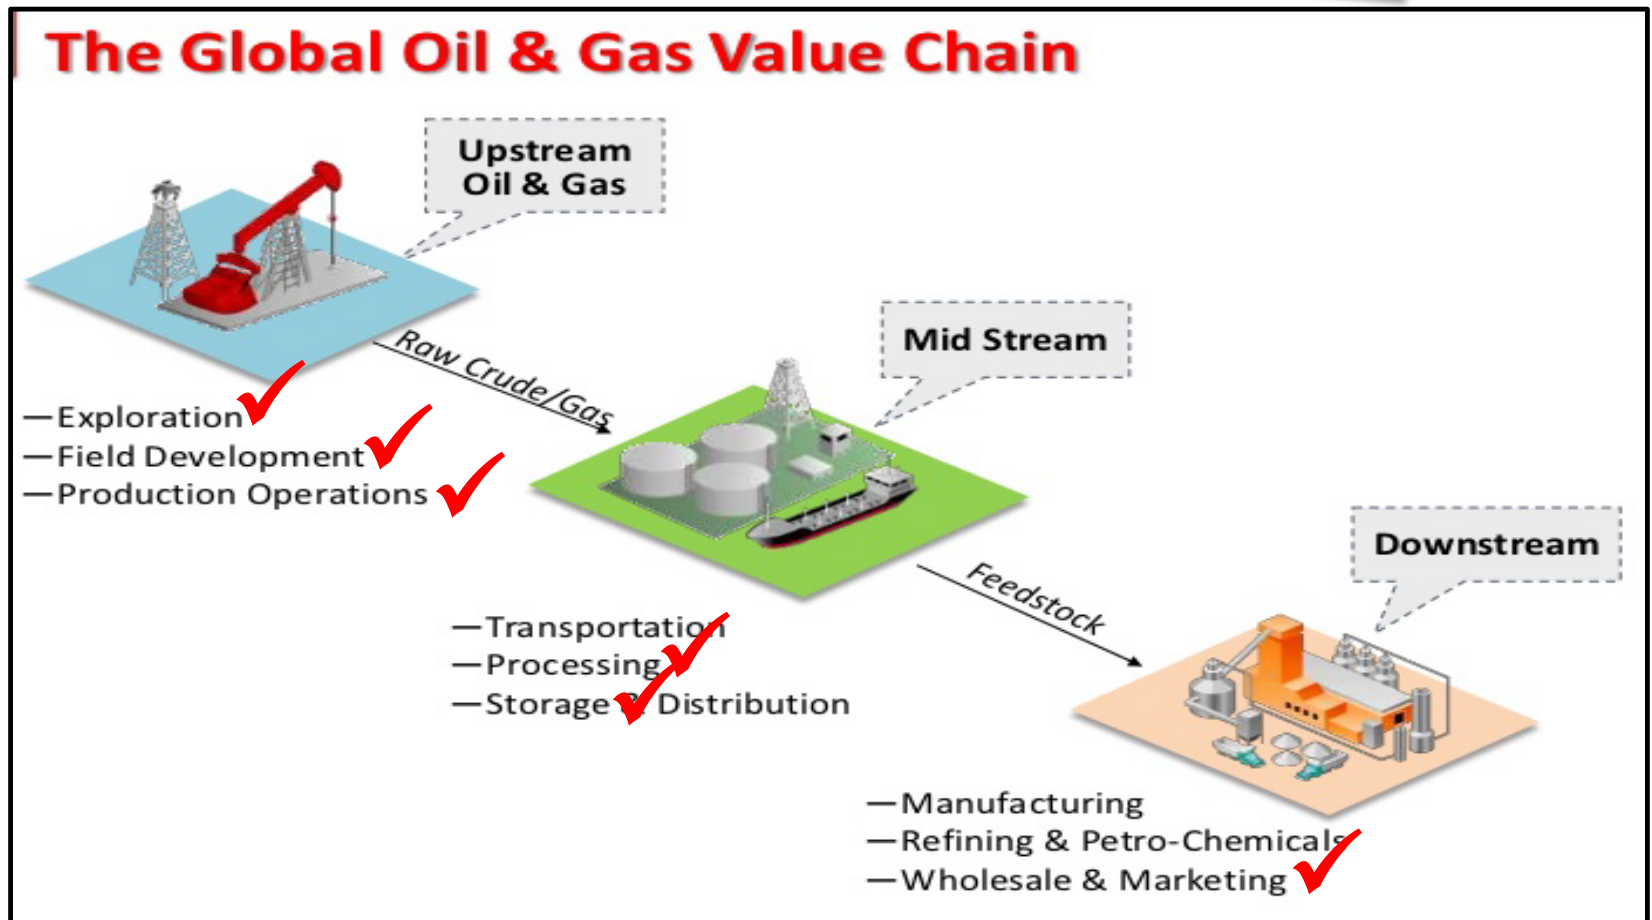 The Global Oil & Gas Value Chain
Upstream
Oil & Gas
Raw Crude/Gas
—Exploration
—Field Development
—Production Operations
Mid Stream
Feedstock
—Transportation
—Processing
—Storage & Distribution
Downstream
—Manufacturing
—Refining & Petro-Chemicals
—Wholesale & Marketing